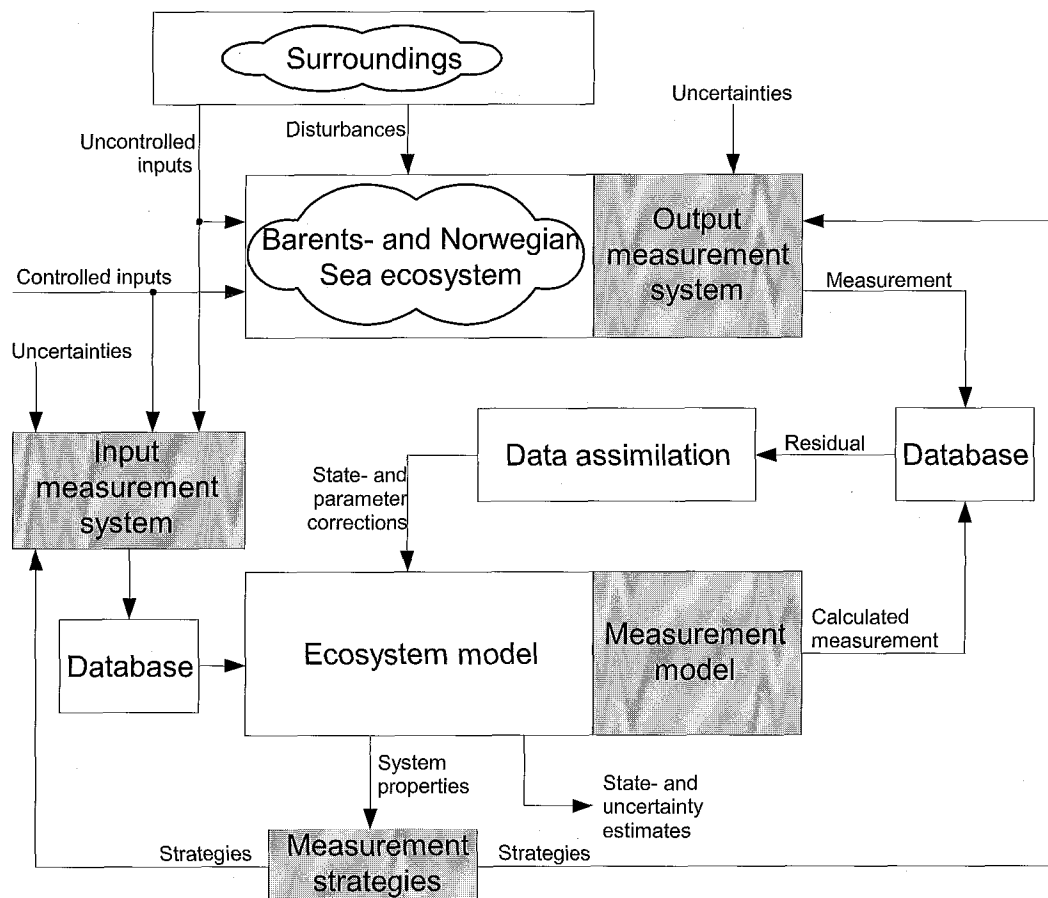 Surroundings
Uncertainties
Disturbances
Uncontrolled
inputs
Barents- and Norwegian
Sea ecosystem
Output
measurement
system
Controlled inputs
Measurement
Uncertainties
Input
measurement
system
Data assimilation
Residual
Database
State- and
parameter
corrections
Database
Ecosystem model
Measurement
model
Calculated
measurement
System
properties
State- and
uncertainty
estimates
Strategies
Measurement
strategies
Strategies